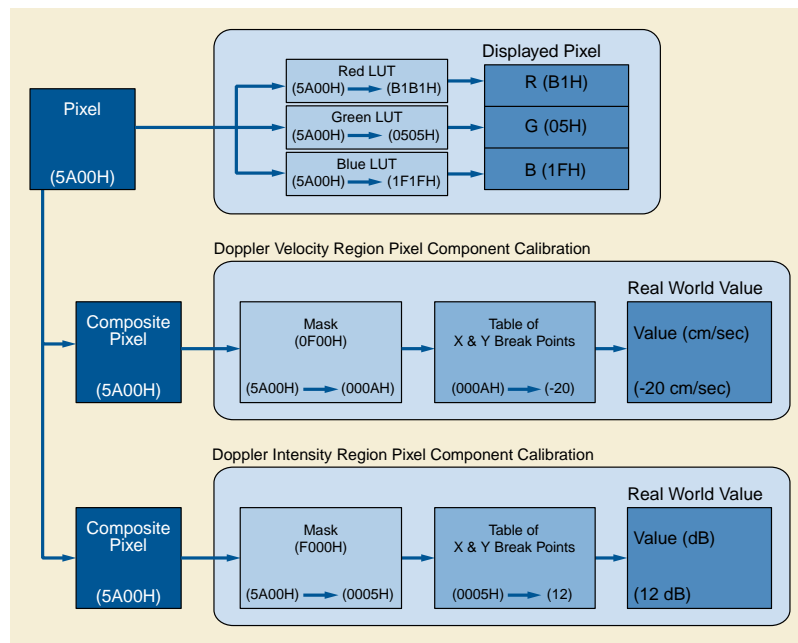 Displayed Pixel
Pixel
(5A00H)
Red LUT
(5A00H) (B1B1H)
R (B1H)
Green LUT
(5A00H) (0505H)
G (05H)
Blue LUT
(5A00H) (1F1FH)
B (1FH)
Doppler Velocity Region Pixel Component Calibration
Real World Value
Composite
Pixel
(5A00H)
Mask
(0F00H)
(5A00H) (000AH)
Table of
X & Y Break Points
(000AH) (-20)
Value (cm/sec)
(-20 cm/sec)
Doppler Intensity Region Pixel Component Calibration
Real World Value
Composite
Pixel
(5A00H)
Mask
(F000H)
(5A00H) (0005H)
Table of
X & Y Break Points
(0005H) (12)
Value (dB)
(12 dB)